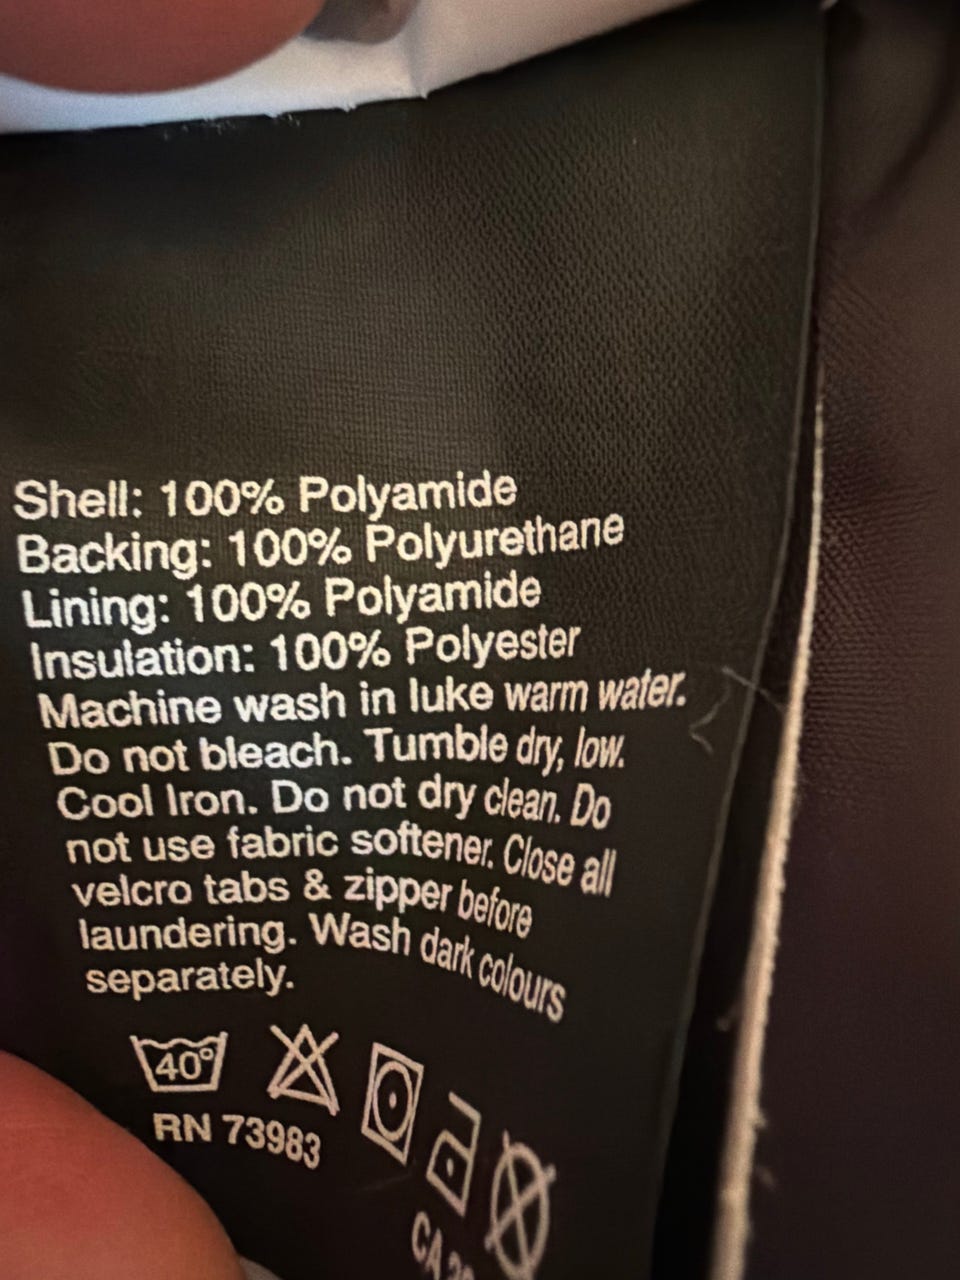 Shell: 100% Polyamide
Backing: 100% Polyurethane
Lining: 100% Polyamide
Insulation: 100% Polyester
Machine wash in luke warm water.
Do not bleach. Tumble dry, low.
Cool Iron. Do not dry clean. Do
not use fabric softener. Close all
velcro tabs & zipper before
laundering. Wash dark colours
separately.
40°
RN 73983
CA